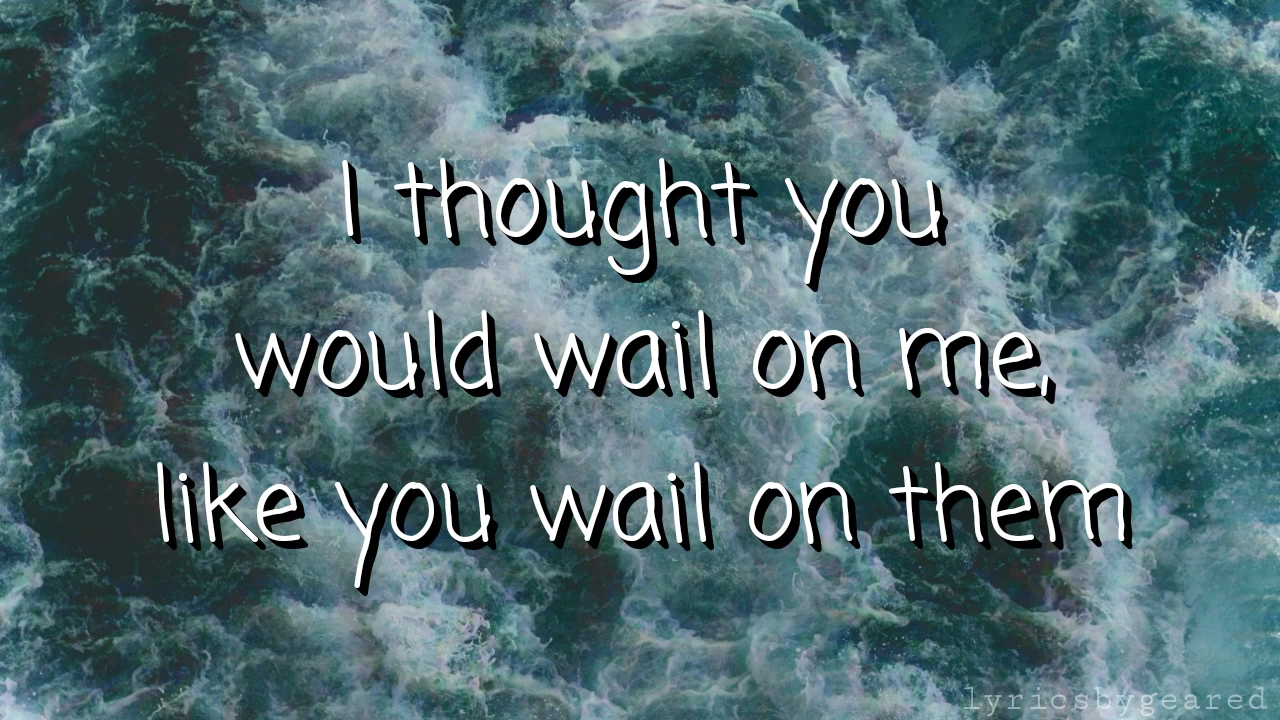 I thought you
would wail on me,
like you wail on them
lyricsbygeared